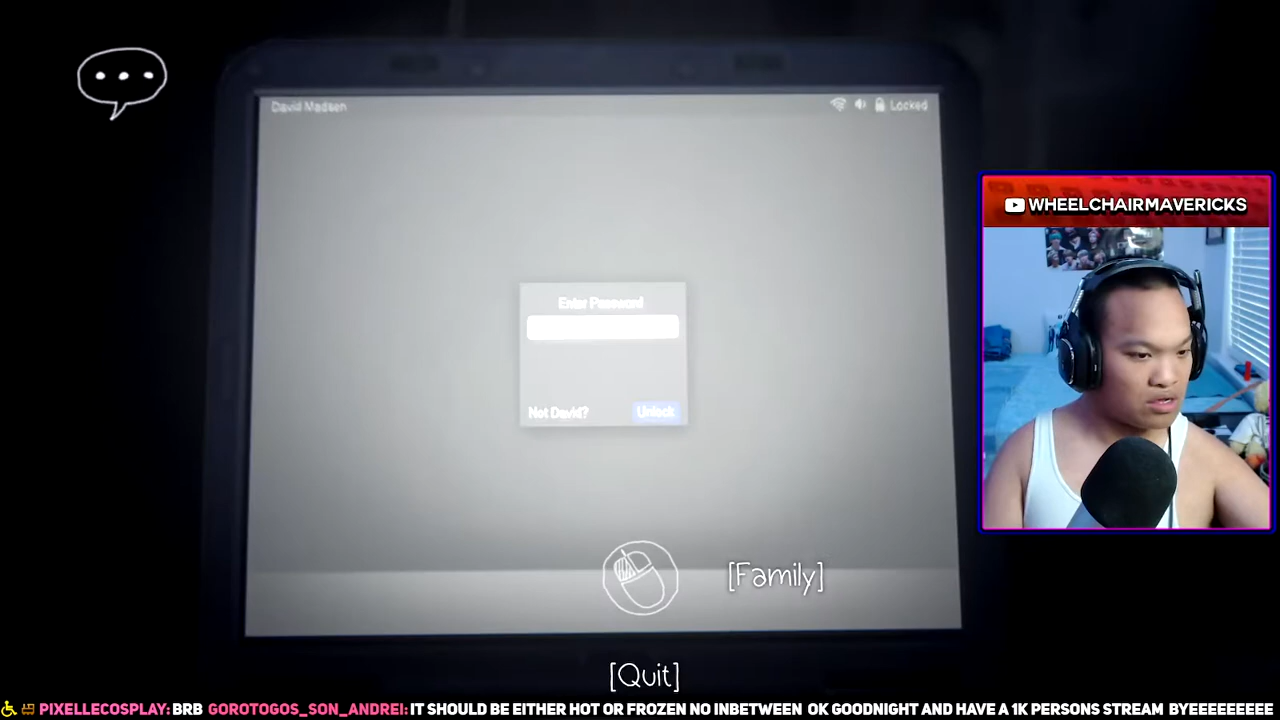 David Madsen
Locked
WHEELCHAIRMAVERICKS
Enter Password
Not David?
Unlock
[Family]
[Quit]
PIXELLECOSPLAY: BRB GOROTOGOS_SON_ANDREI: IT SHOULD BE EITHER HOT OR FROZEN NO INBETWEEN OK GOODNIGHT AND HAVE A 1K PERSONS STREAM BYEEEEEEEEE